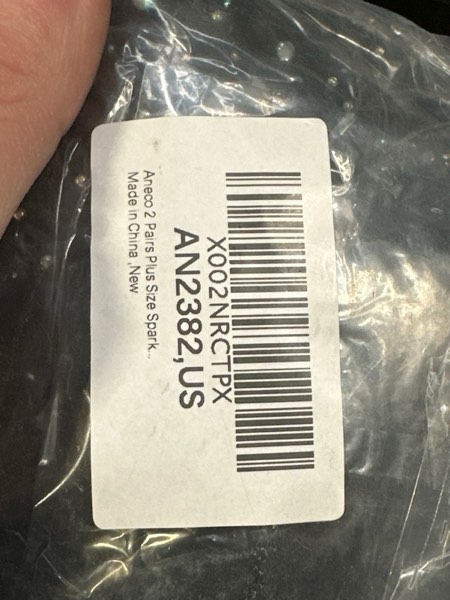 X002NRCTPX
AN2382,US
Aneco 2 Pairs Plus Size Spark...
Made in China ,New